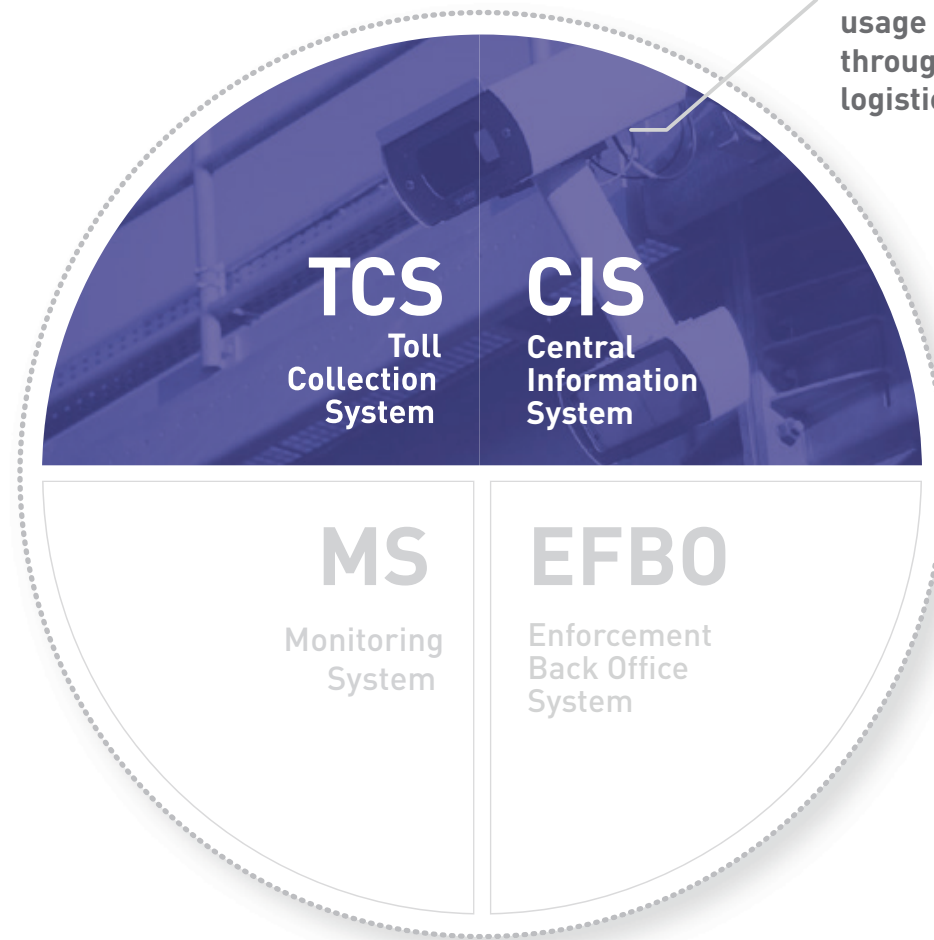 usage
TCS
Toll
Collection
System
CIS
Central
Information
System
MS
Monitoring
System
EFBO
Enforcement
Back Office
System